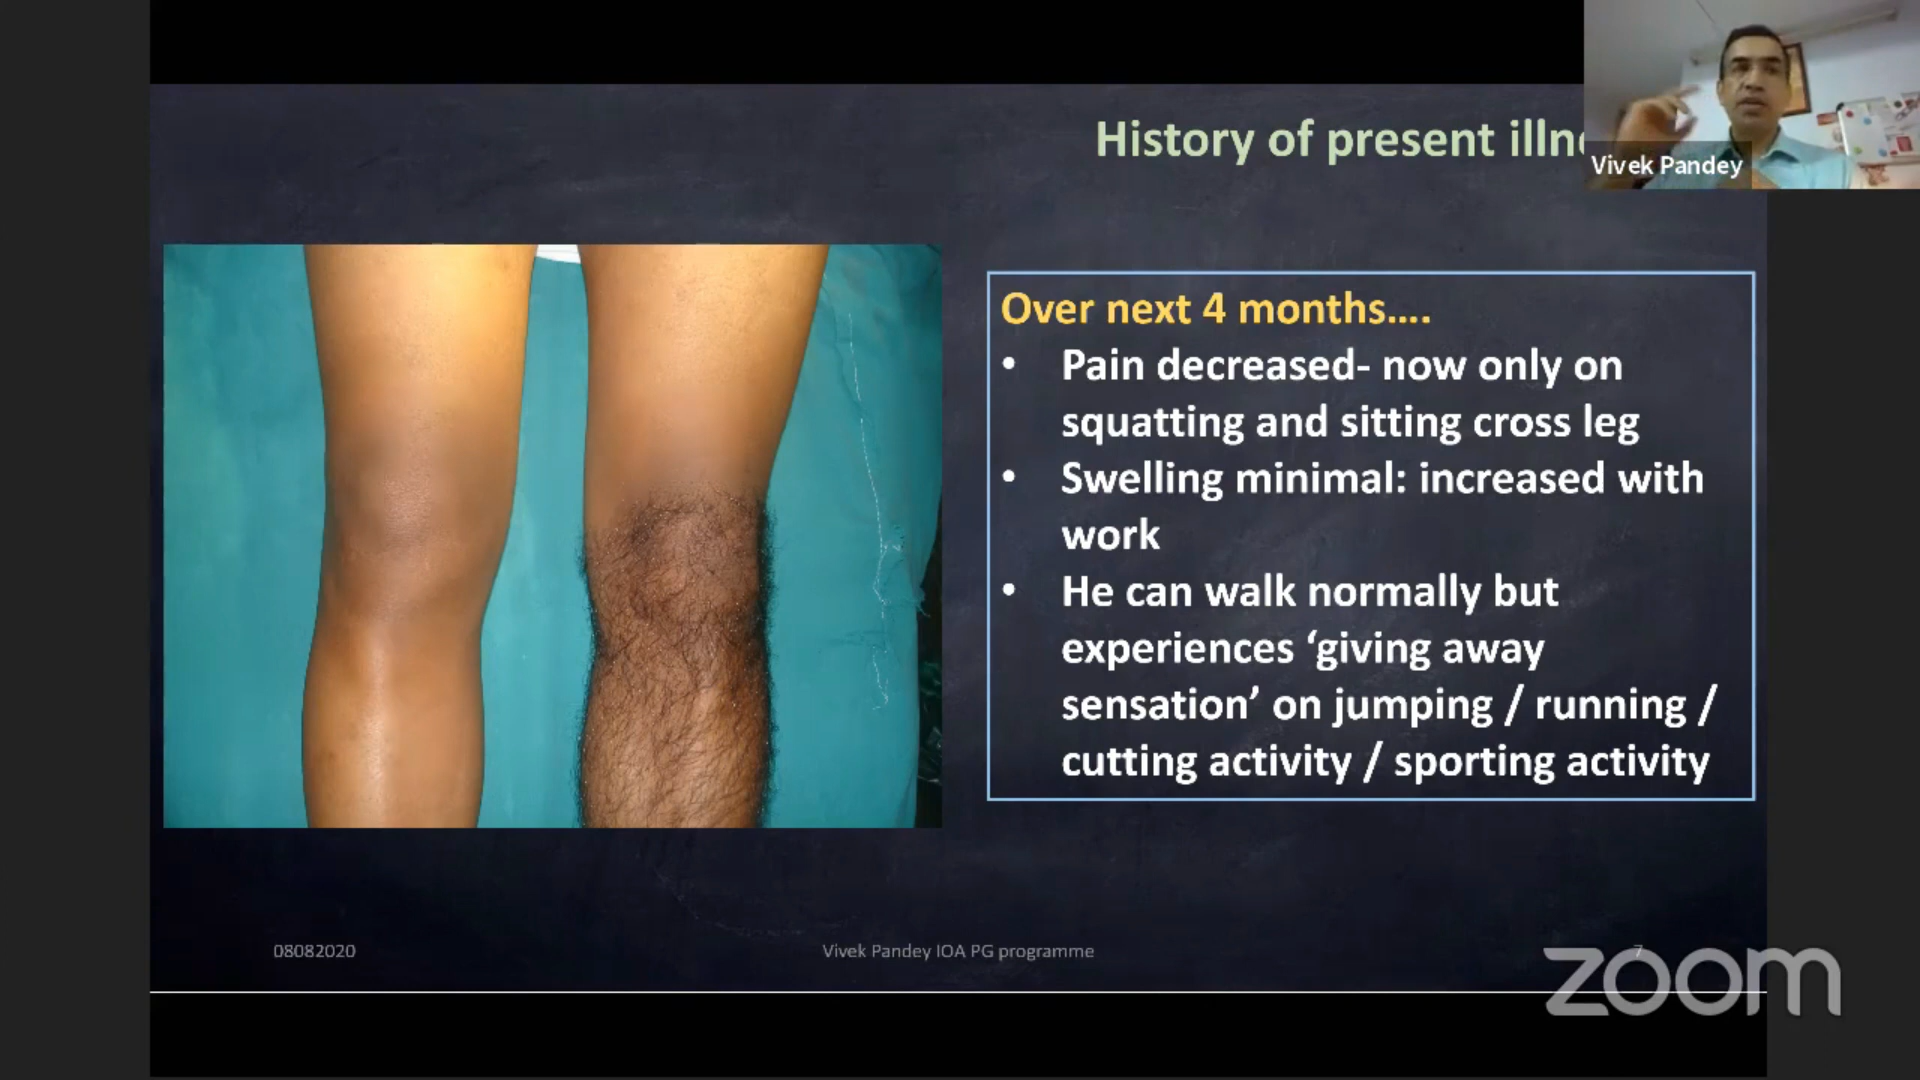 History of present illne
Vivek Pandey
Over next 4 months....
• Pain decreased- now only on
squatting and sitting cross leg
• Swelling minimal: increased with
work
• He can walk normally but
experiences ‘giving away
sensation’ on jumping / running /
cutting activity / sporting activity
08082020
Vivek Pandey IOA PG programme
7
zoom